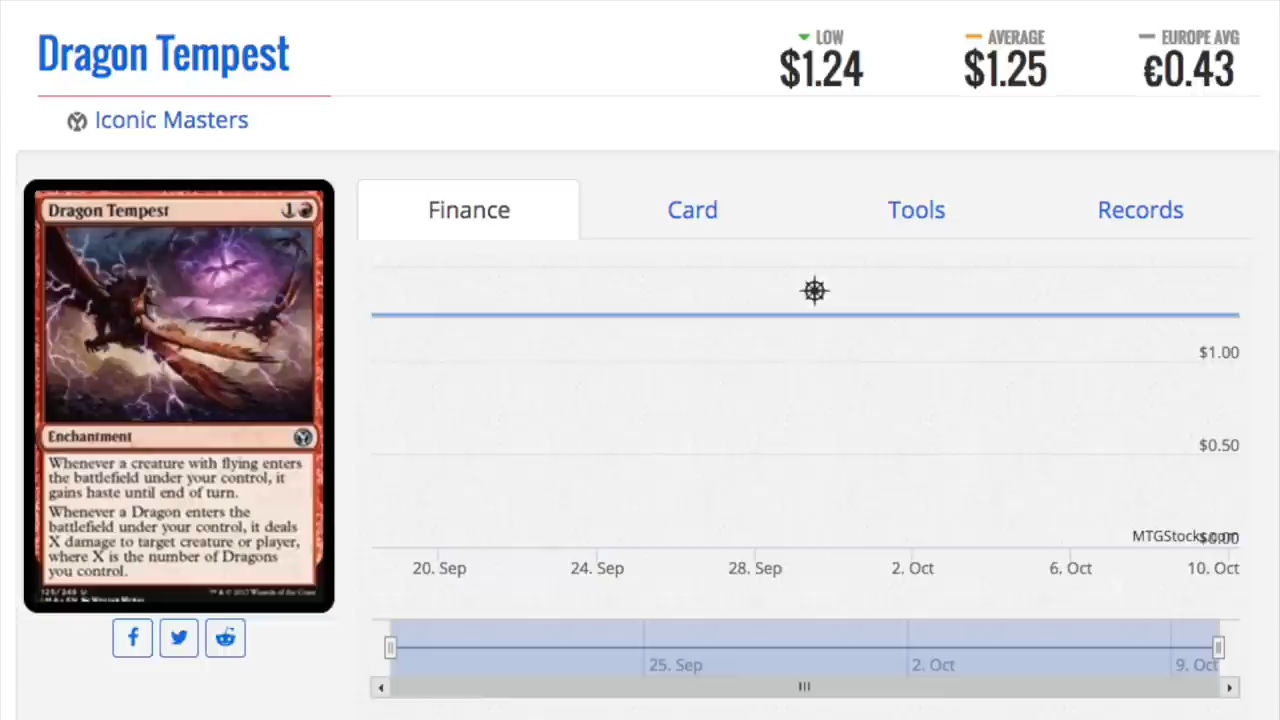 Dragon Tempest
LOW
$1.24
AVERAGE
$1.25
EUROPE AVG
€0.43
Iconic Masters
Dragon Tempest
1
Enchantment
Whenever a creature with flying enters
the battlefield under your control, it
gains haste until end of turn.
Whenever a Dragon enters the
battlefield under your control, it deals
X damage to target creature or player,
where X is the number of Dragons
you control.
Finance
Card
Tools
Records
$1.00
$0.50
$0.00
MTGStocks.com
20. Sep
24. Sep
28. Sep
2. Oct
6. Oct
10. Oct
25. Sep
2. Oct
9. Oct